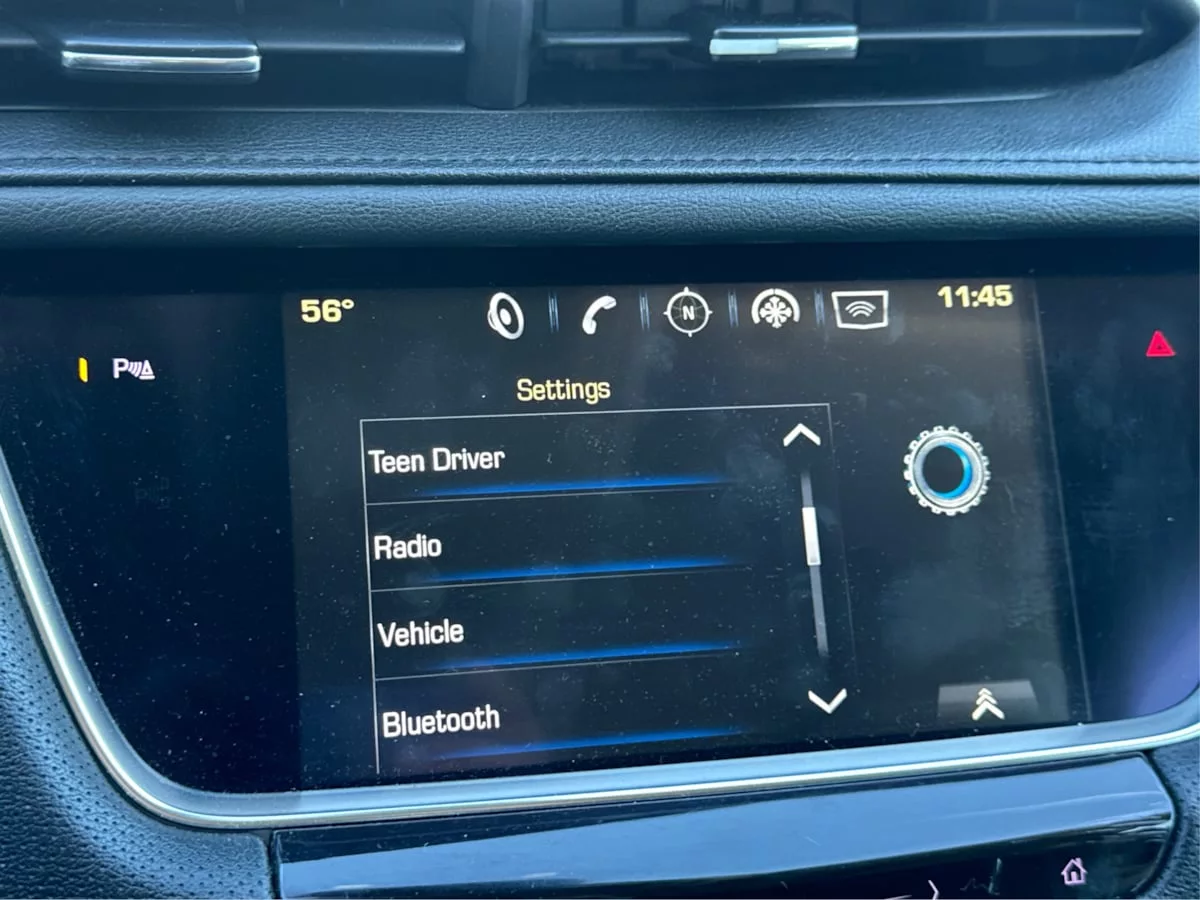 56°
N
11:45
P
Settings
Teen Driver
Radio
Vehicle
Bluetooth